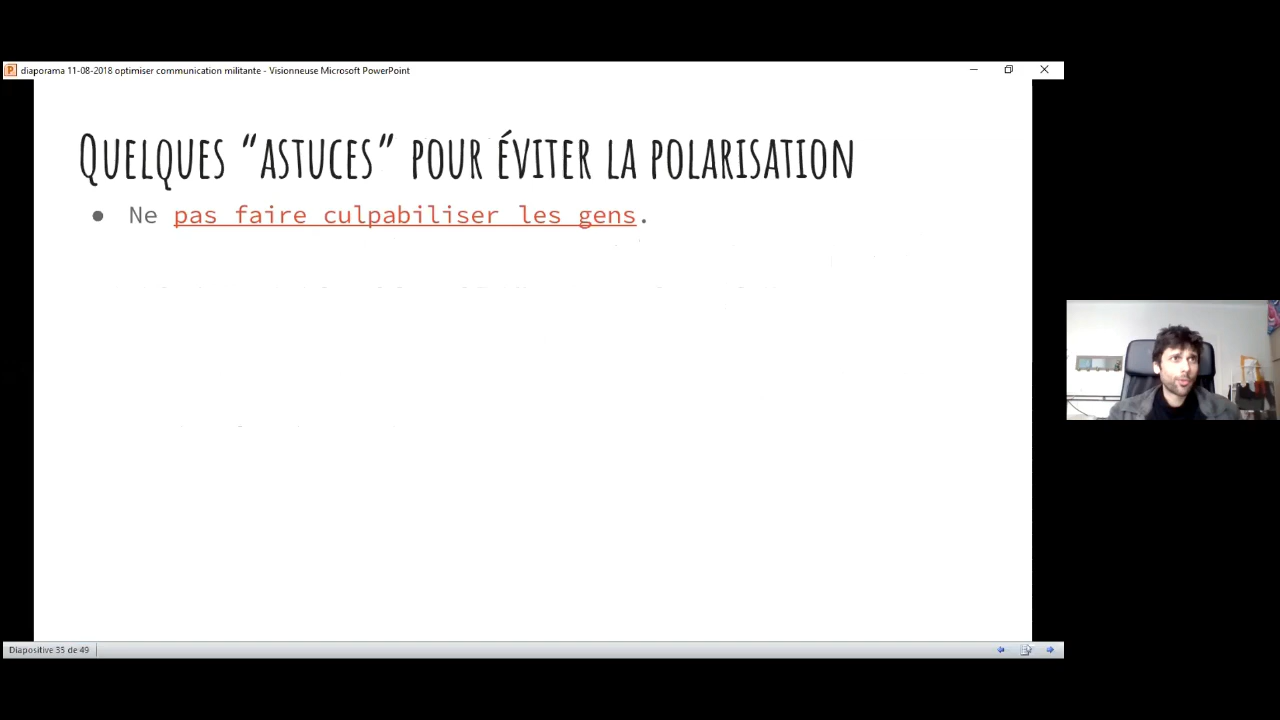 diaporama 11-08-2018 optimiser communication militante - Visionneuse Microsoft PowerPoint
Quelques “astuces” pour éviter la polarisation
● Ne pas faire culpabiliser les gens.
Diapositive 35 de 49